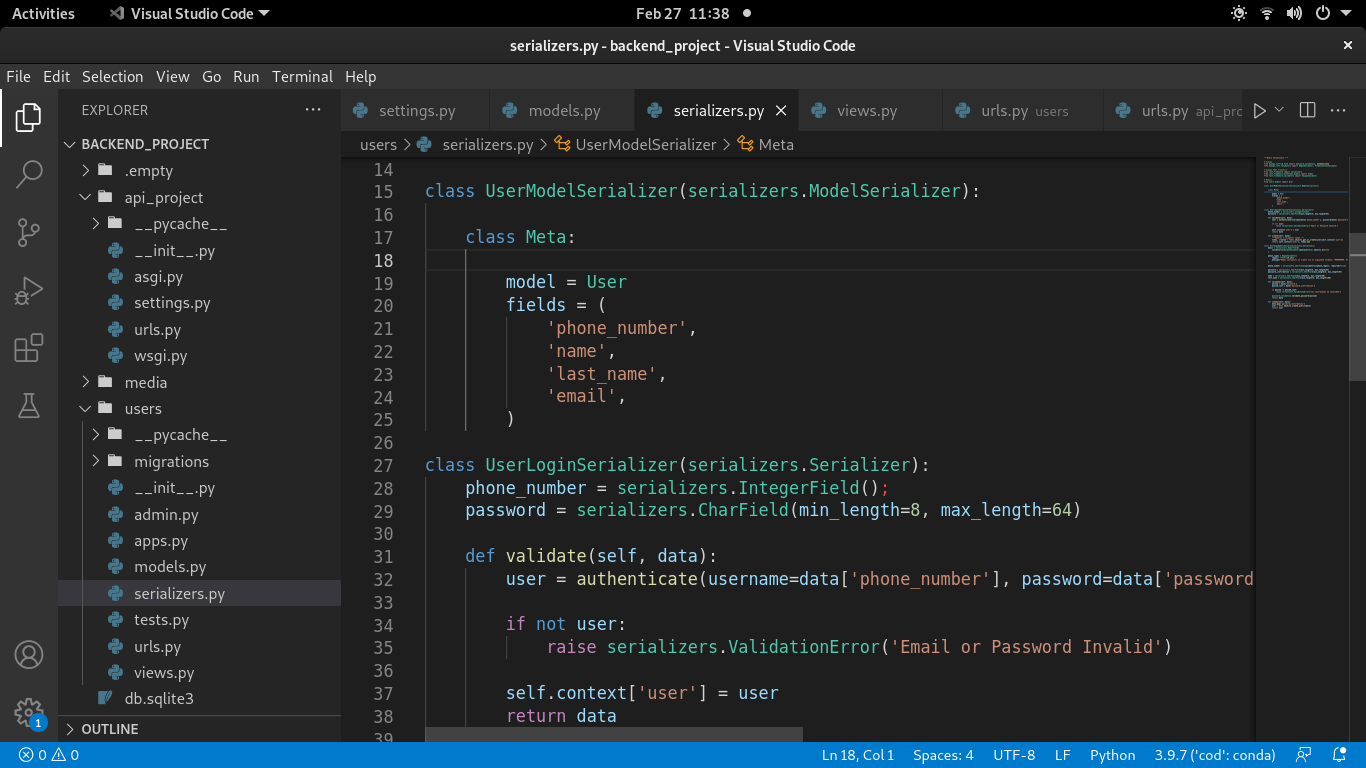 Activities Visual Studio Code Feb 27 11:38
serializers.py - backend_project - Visual Studio Code
File Edit Selection View Go Run Terminal Help
EXPLORER
settings.py models.py serializers.py views.py urls.py users urls.py api_pro
users > serializers.py > UserModelSerializer > Meta
BACKEND_PROJECT
.empty
api_project
__pycache__
__init__.py
asgi.py
settings.py
urls.py
wsgi.py
media
users
__pycache__
migrations
__init__.py
admin.py
apps.py
models.py
serializers.py
tests.py
urls.py
views.py
db.sqlite3
OUTLINE
1
14
15 class UserModelSerializer(serializers.ModelSerializer):
16
17     class Meta:
18
19         model = User
20         fields = (
21             'phone_number',
22             'name',
23             'last_name',
24             'email',
25         )
26
27 class UserLoginSerializer(serializers.Serializer):
28     phone_number = serializers.IntegerField();
29     password = serializers.CharField(min_length=8, max_length=64)
30
31     def validate(self, data):
32         user = authenticate(username=data['phone_number'], password=data['password
33
34         if not user:
35             raise serializers.ValidationError('Email or Password Invalid')
36
37         self.context['user'] = user
38         return data
39
0 0 Ln 18, Col 1 Spaces: 4 UTF-8 LF Python 3.9.7 ('cod': conda)